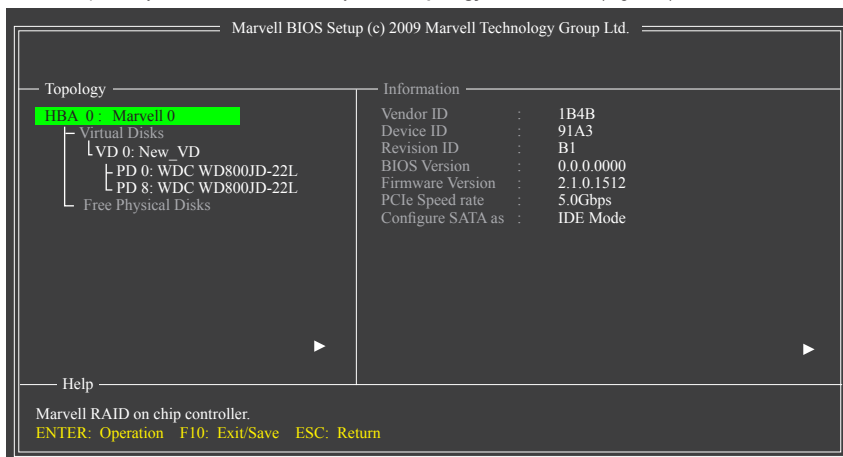 Marvell BIOS Setup (c) 2009 Marvell Technology Group Ltd.
Topology
HBA 0 : Marvell 0
Virtual Disks
VD 0: New_VD
PD 0: WDC WD800JD-22L
PD 8: WDC WD800JD-22L
Free Physical Disks
Information
Vendor ID : 1B4B
Device ID : 91A3
Revision ID : B1
BIOS Version : 0.0.0.0000
Firmware Version : 2.1.0.1512
PCIe Speed rate : 5.0Gbps
Configure SATA as : IDE Mode
Help
Marvell RAID on chip controller.
ENTER: Operation F10: Exit/Save ESC: Return